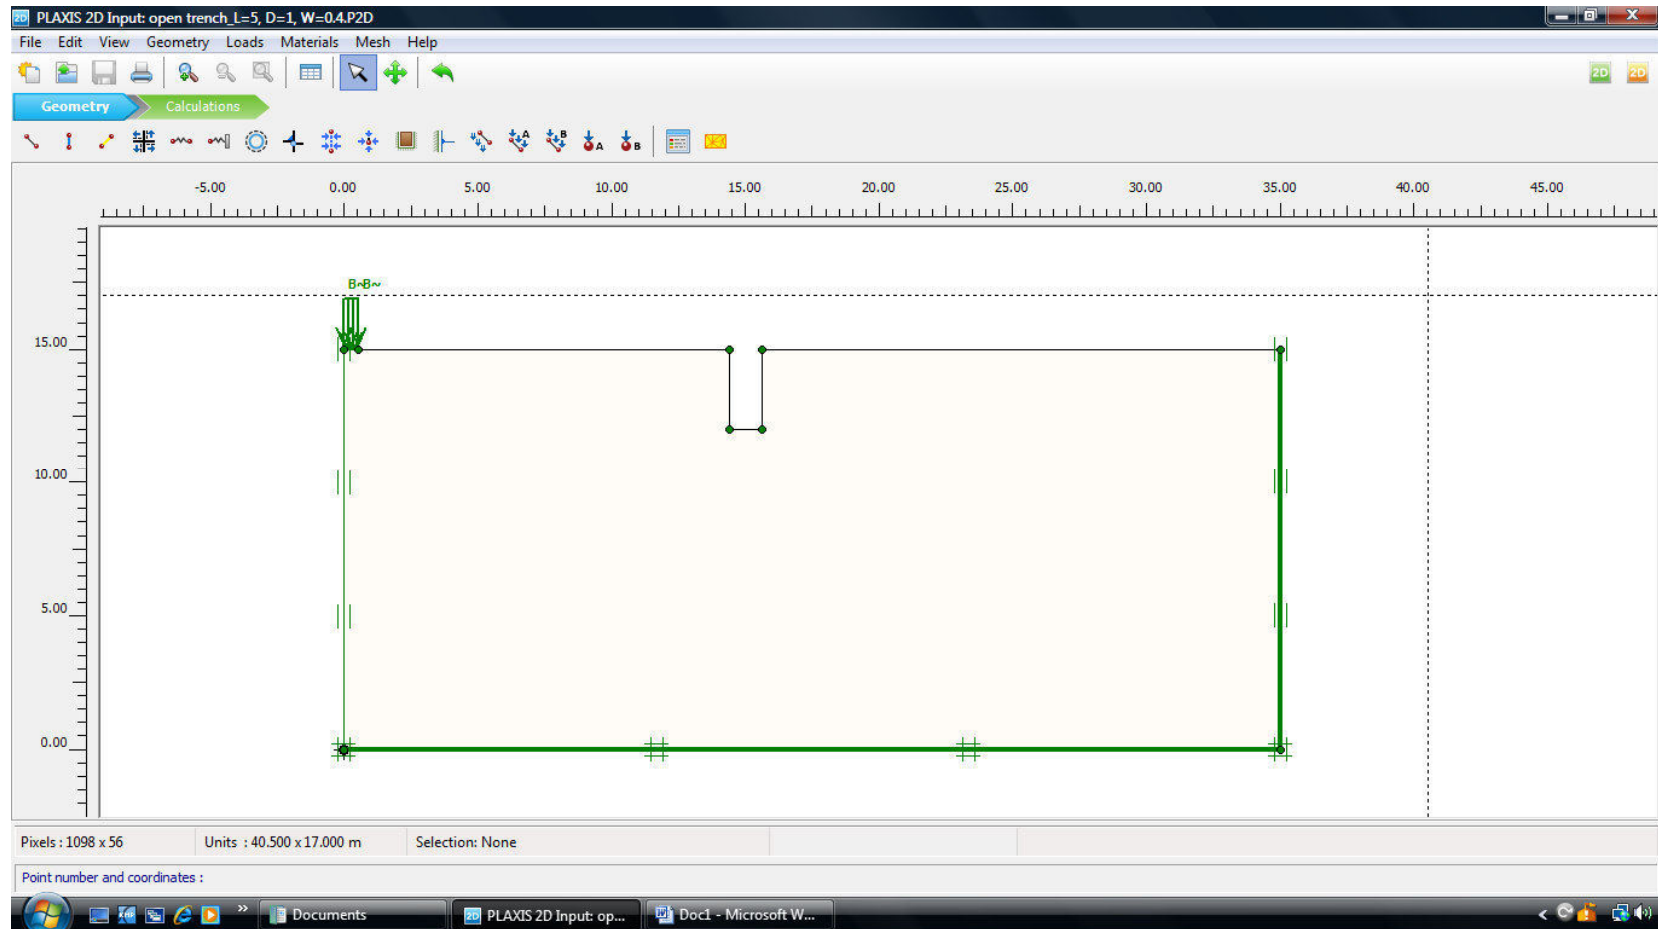 PLAXIS 2D Input: open trench_L=5, D=1, W=0.4.P2D
File Edit View Geometry Loads Materials Mesh Help
2D 2D
Geometry Calculations
A B A B
-5.00 0.00 5.00 10.00 15.00 20.00 25.00 30.00 35.00 40.00 45.00
B~B~
15.00
10.00
5.00
0.00
Pixels : 1098 x 56 Units : 40.500 x 17.000 m Selection: None
Point number and coordinates :
Documents 2D PLAXIS 2D Input: op... Doc1 - Microsoft W...